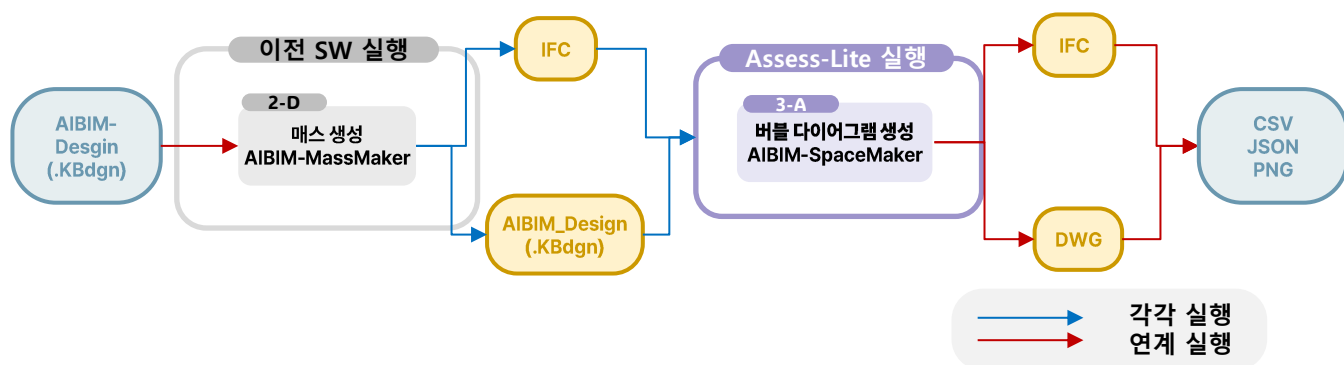 이전 SW 실행
2-D
매스 생성
AIBIM-MassMaker
AIBIM-
Desgin
(.KBdgn)
IFC
AIBIM_Design
(.KBdgn)
Assess-Lite 실행
3-A
버블 다이어그램 생성
AIBIM-SpaceMaker
IFC
DWG
CSV
JSON
PNG
각각 실행
연계 실행